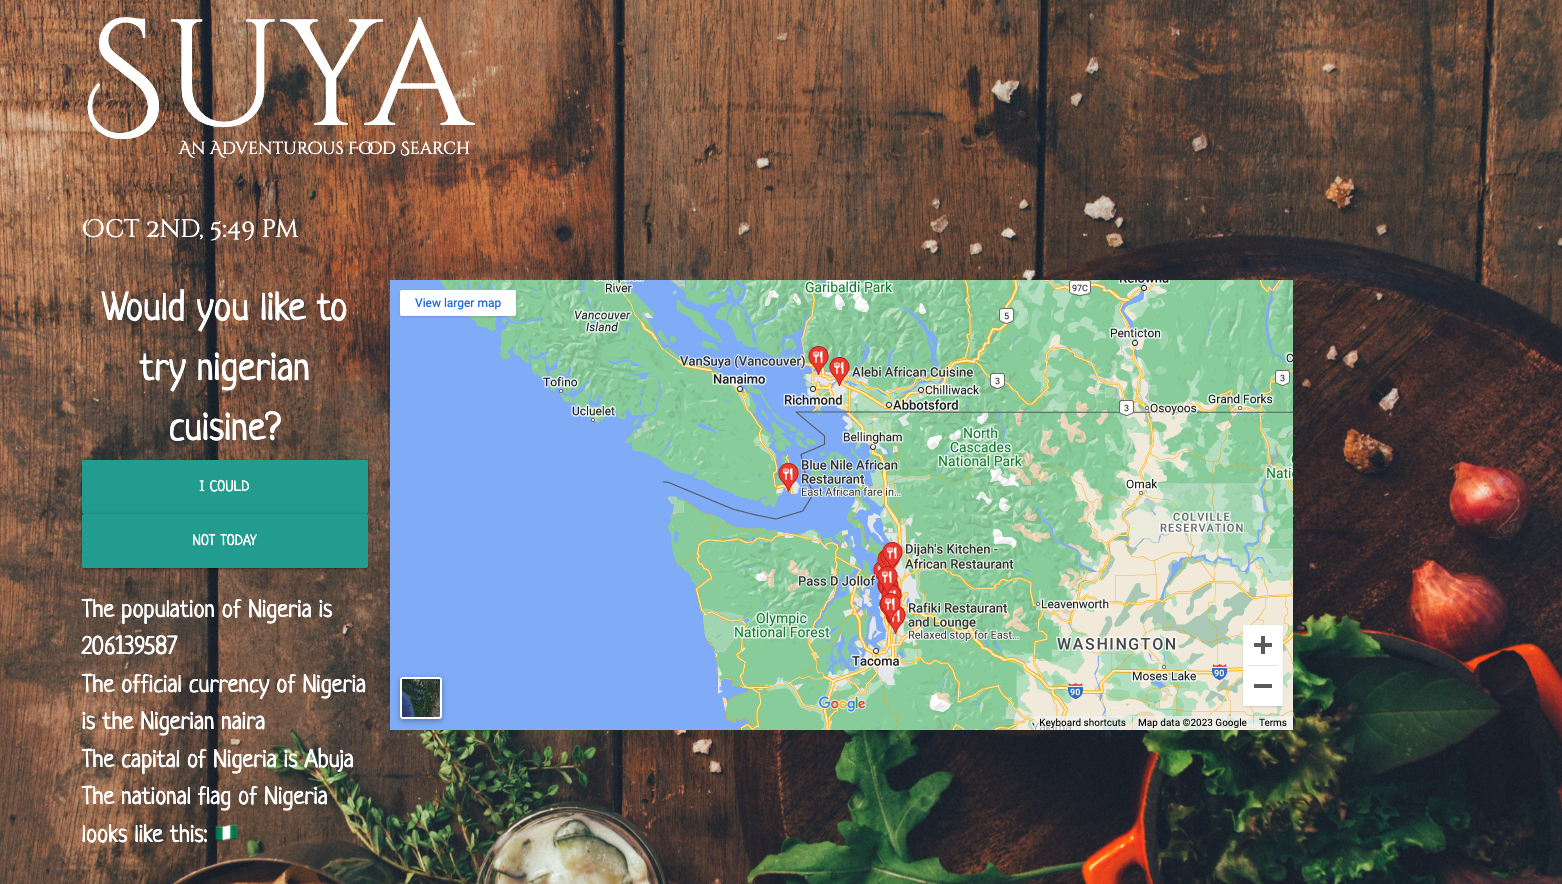 SUYA
AN ADVENTUROUS FOOD SEARCH
OCT 2ND, 5:49 PM
Would you like to
try nigerian
cuisine?
I COULD
NOT TODAY
The population of Nigeria is
206139587
The official currency of Nigeria
is the Nigerian naira
The capital of Nigeria is Abuja
The national flag of Nigeria
looks like this: 🇳🇬
View larger map
River
Garibaldi Park
97C
Vancouver
Island
5
Penticton
VanSuya (Vancouver)
Nanaimo
Alebi African Cuisine
Tofino
Chilliwack
3
3
Richmond
Abbotsford
3
Osoyoos
Grand Forks
Ucluelet
Bellingham
North
Cascades
National Park
Blue Nile African
Restaurant
East African fare in...
Nati
Omak
COLVILLE
RESERVATION
Dijah's Kitchen -
African Restaurant
Pass D Jollof
Leavenworth
Rafiki Restaurant
and Lounge
Relaxed stop for East...
Olympic
National Forest
WASHINGTON
Tacoma
Moses Lake
90
90
Google
Keyboard shortcuts
Map data ©2023 Google
Terms